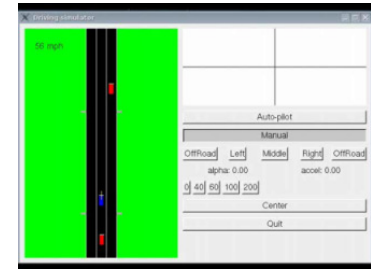 Driving simulator
56 mph
Auto-pilot
Manual
OffRoad Left Middle Right OffRoad
alpha: 0.00 accel: 0.00
0 40 60 100 200
Center
Quit